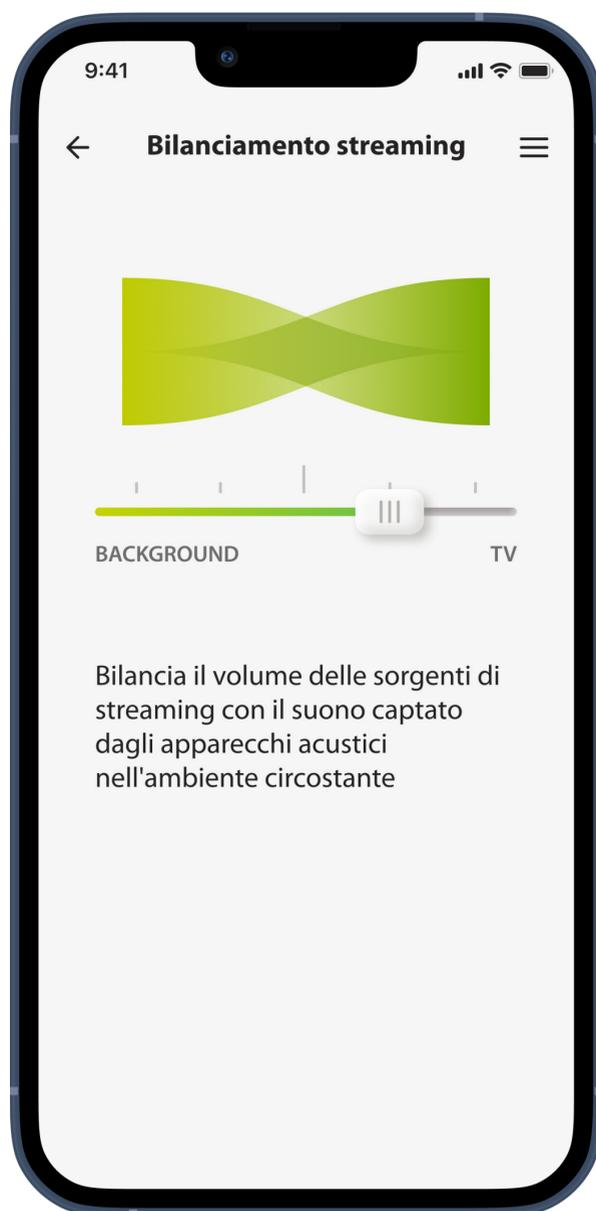 9:41
Bilanciamento streaming
BACKGROUND TV
Bilancia il volume delle sorgenti di
streaming con il suono captato
dagli apparecchi acustici
nell'ambiente circostante